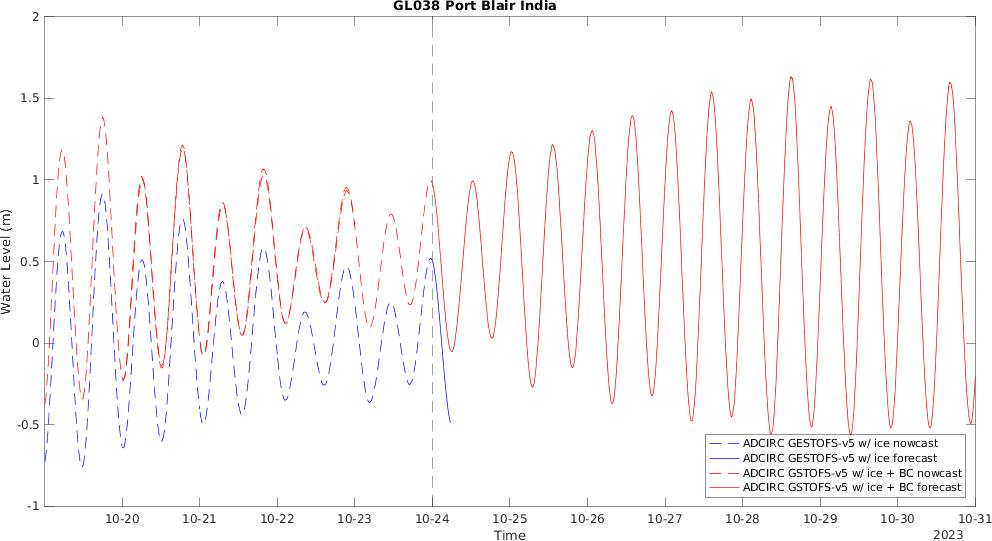 GL038 Port Blair India
Water Level (m)
2
1.5
1
0.5
0
-0.5
-1
ADCIRC GESTOFS-v5 w/ ice nowcast
ADCIRC GESTOFS-v5 w/ ice forecast
ADCIRC GSTOFS-v5 w/ ice + BC nowcast
ADCIRC GSTOFS-v5 w/ ice + BC forecast
10-20 10-21 10-22 10-23 10-24 10-25 10-26 10-27 10-28 10-29 10-30 10-31
Time
2023